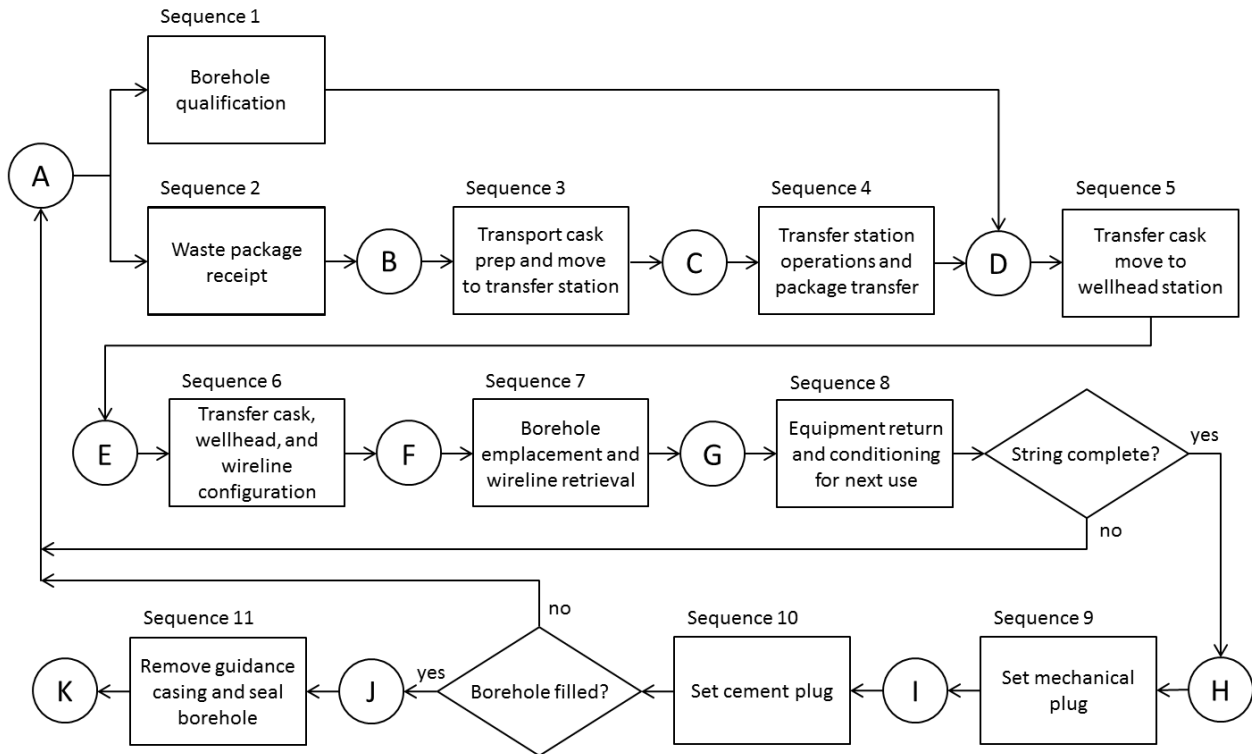 Sequence 1
Borehole
qualification
A
Sequence 2
Waste package
receipt
B
Sequence 3
Transport cask
prep and move
to transfer station
C
Sequence 4
Transfer station
operations and
package transfer
D
Sequence 5
Transfer cask
move to
wellhead station
E
Sequence 6
Transfer cask,
wellhead, and
wireline
configuration
F
Sequence 7
Borehole
emplacement and
wireline retrieval
G
Sequence 8
Equipment return
and conditioning
for next use
String complete?
yes
no
H
Sequence 9
Set mechanical
plug
I
Sequence 10
Set cement plug
Borehole filled?
no
yes
J
Sequence 11
Remove guidance
casing and seal
borehole
K